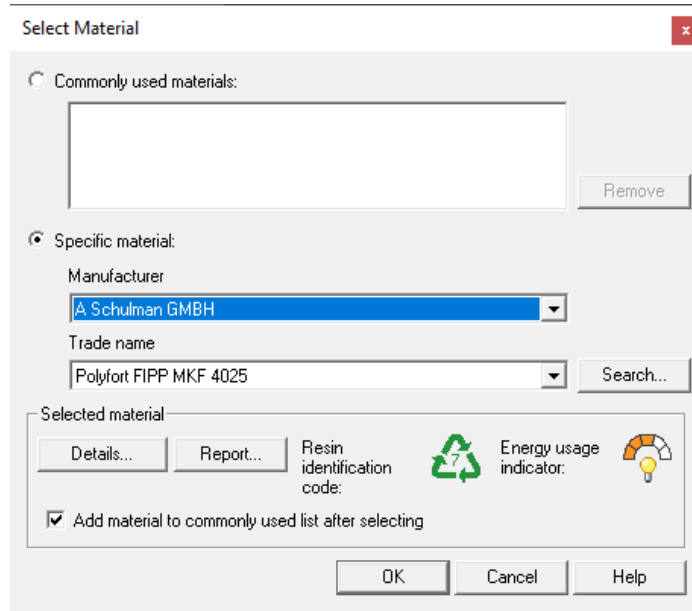 Select Material
x
Commonly used materials:
Remove
Specific material:
Manufacturer
A Schulman GMBH
Trade name
Polyfort FIPP MKF 4025
Search...
Selected material
Details...
Report...
Resin
identification
code:
7
Energy usage
indicator:
Add material to commonly used list after selecting
OK
Cancel
Help